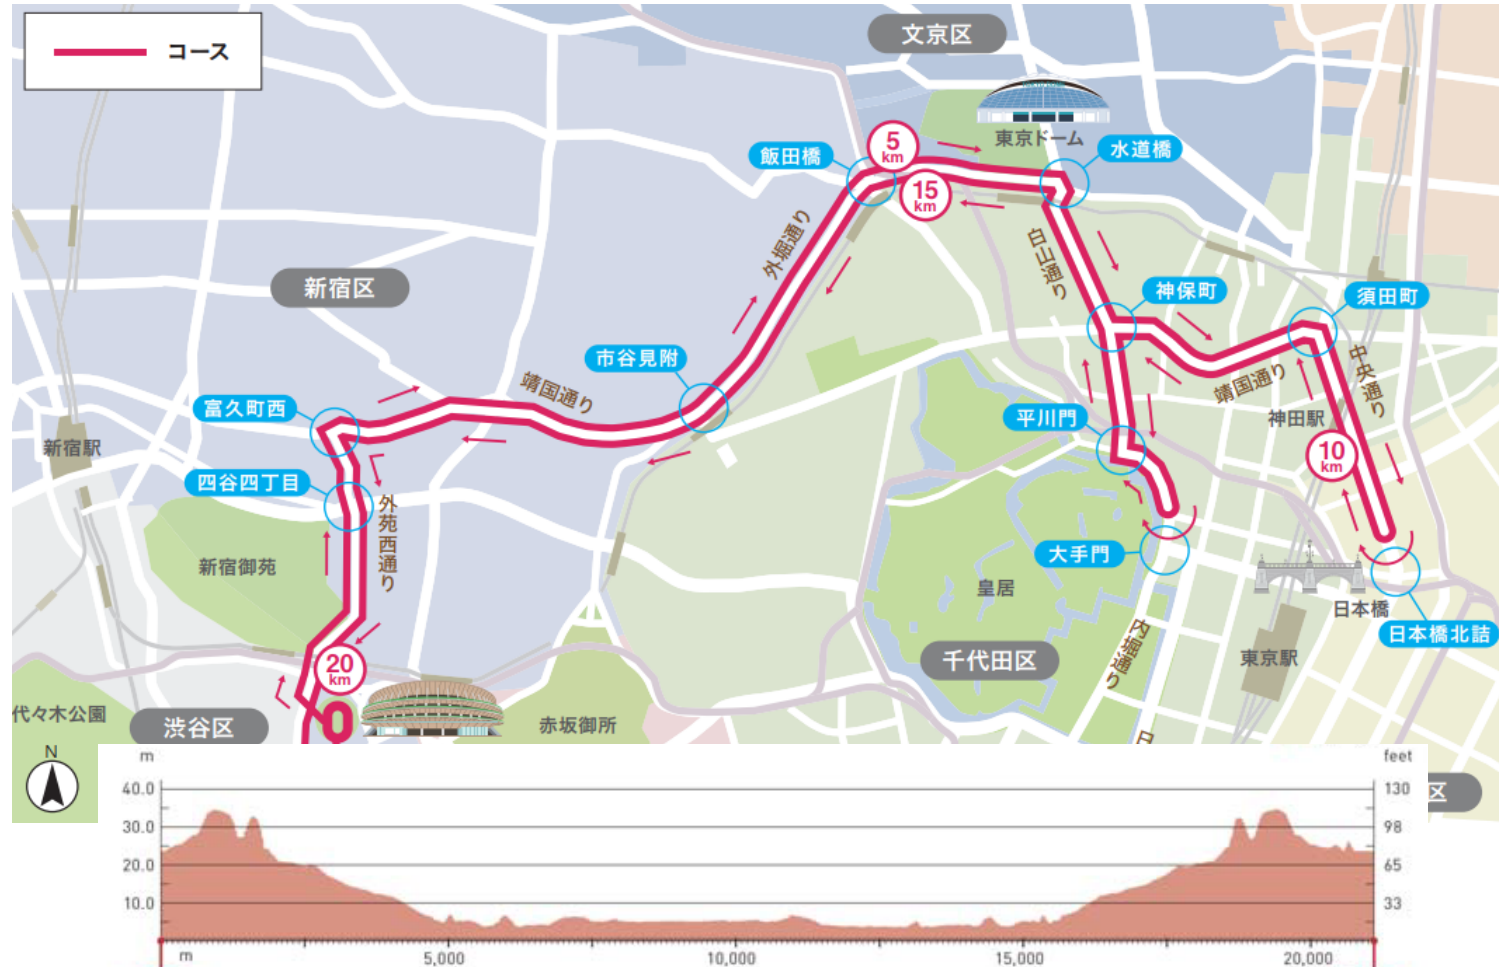 コース
文京区
東京ドーム
飯田橋
5
km
15
km
水道橋
外堀通り
白山通り
新宿区
神保町
須田町
市谷見附
靖国通り
中央通り
富久町西
靖国通り
神田駅
平川門
新宿駅
10
km
四谷四丁目
外苑西通り
大手門
新宿御苑
皇居
日本橋
日本橋北詰
内堀通り
千代田区
東京駅
20
km
代々木公園
渋谷区
赤坂御所
N
区
m
feet
40.0
130
30.0
98
20.0
65
10.0
33
m
5,000
10,000
15,000
20,000